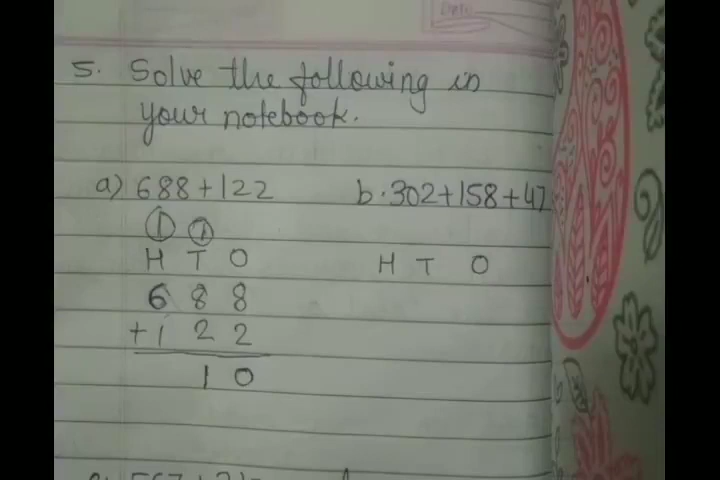 Date
5. Solve the following in
your notebook.
a) 688+122 b. 302+158+47
① ①
H T O H T O
6 8 8
+1 2 2
1 0